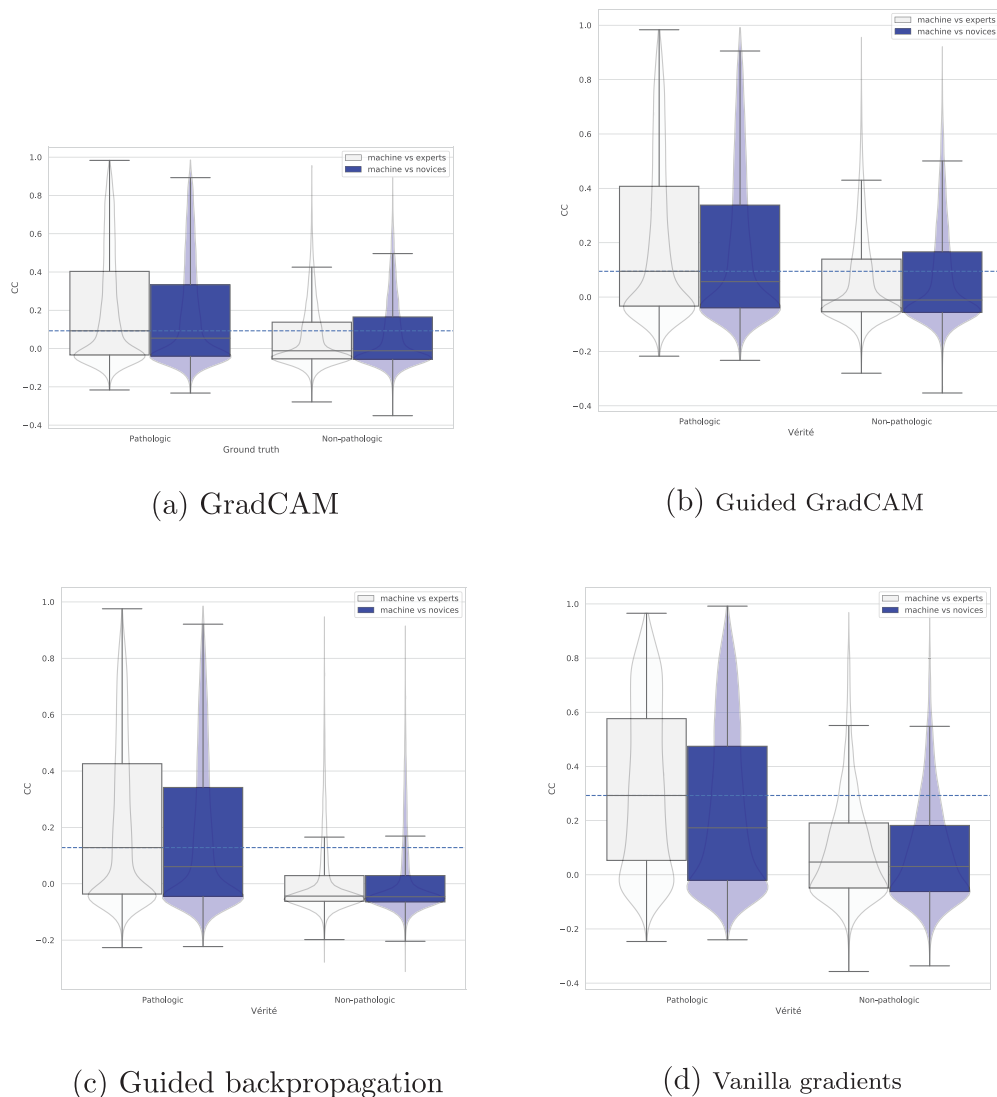 machine vs experts
machine vs novices
1.0
0.8
0.6
0.4
0.2
0.0
−0.2
−0.4
CC
Pathologic
Non-pathologic
Ground truth
(a) GradCAM
machine vs experts
machine vs novices
1.0
0.8
0.6
0.4
0.2
0.0
−0.2
−0.4
CC
Pathologic
Non-pathologic
Vérité
(b) Guided GradCAM
machine vs experts
machine vs novices
1.0
0.8
0.6
0.4
0.2
0.0
−0.2
CC
Pathologic
Non-pathologic
Vérité
(c) Guided backpropagation
machine vs experts
machine vs novices
1.0
0.8
0.6
0.4
0.2
0.0
−0.2
−0.4
CC
Pathologic
Non-pathologic
Vérité
(d) Vanilla gradients